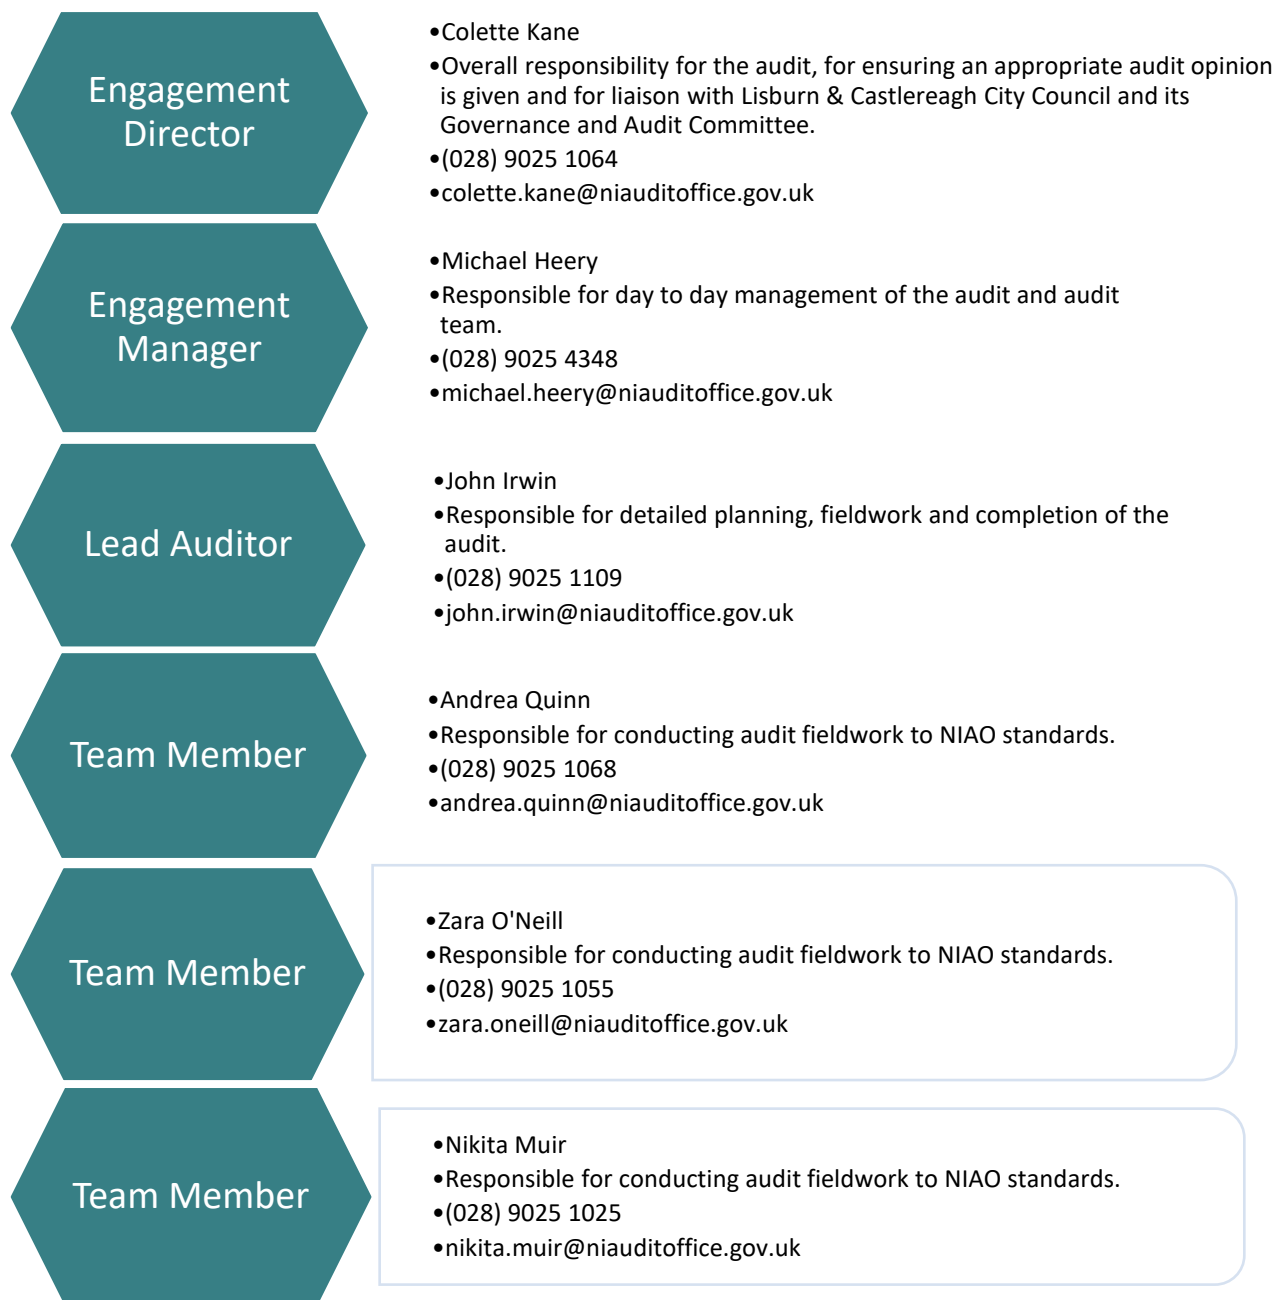 Engagement
Director
•Colette Kane
•Overall responsibility for the audit, for ensuring an appropriate audit opinion
is given and for liaison with Lisburn & Castlereagh City Council and its
Governance and Audit Committee.
•(028) 9025 1064
•colette.kane@niauditoffice.gov.uk
Engagement
Manager
•Michael Heery
•Responsible for day to day management of the audit and audit
team.
•(028) 9025 4348
•michael.heery@niauditoffice.gov.uk
Lead Auditor
•John Irwin
•Responsible for detailed planning, fieldwork and completion of the
audit.
•(028) 9025 1109
•john.irwin@niauditoffice.gov.uk
Team Member
•Andrea Quinn
•Responsible for conducting audit fieldwork to NIAO standards.
•(028) 9025 1068
•andrea.quinn@niauditoffice.gov.uk
Team Member
•Zara O'Neill
•Responsible for conducting audit fieldwork to NIAO standards.
•(028) 9025 1055
•zara.oneill@niauditoffice.gov.uk
Team Member
•Nikita Muir
•Responsible for conducting audit fieldwork to NIAO standards.
•(028) 9025 1025
•nikita.muir@niauditoffice.gov.uk